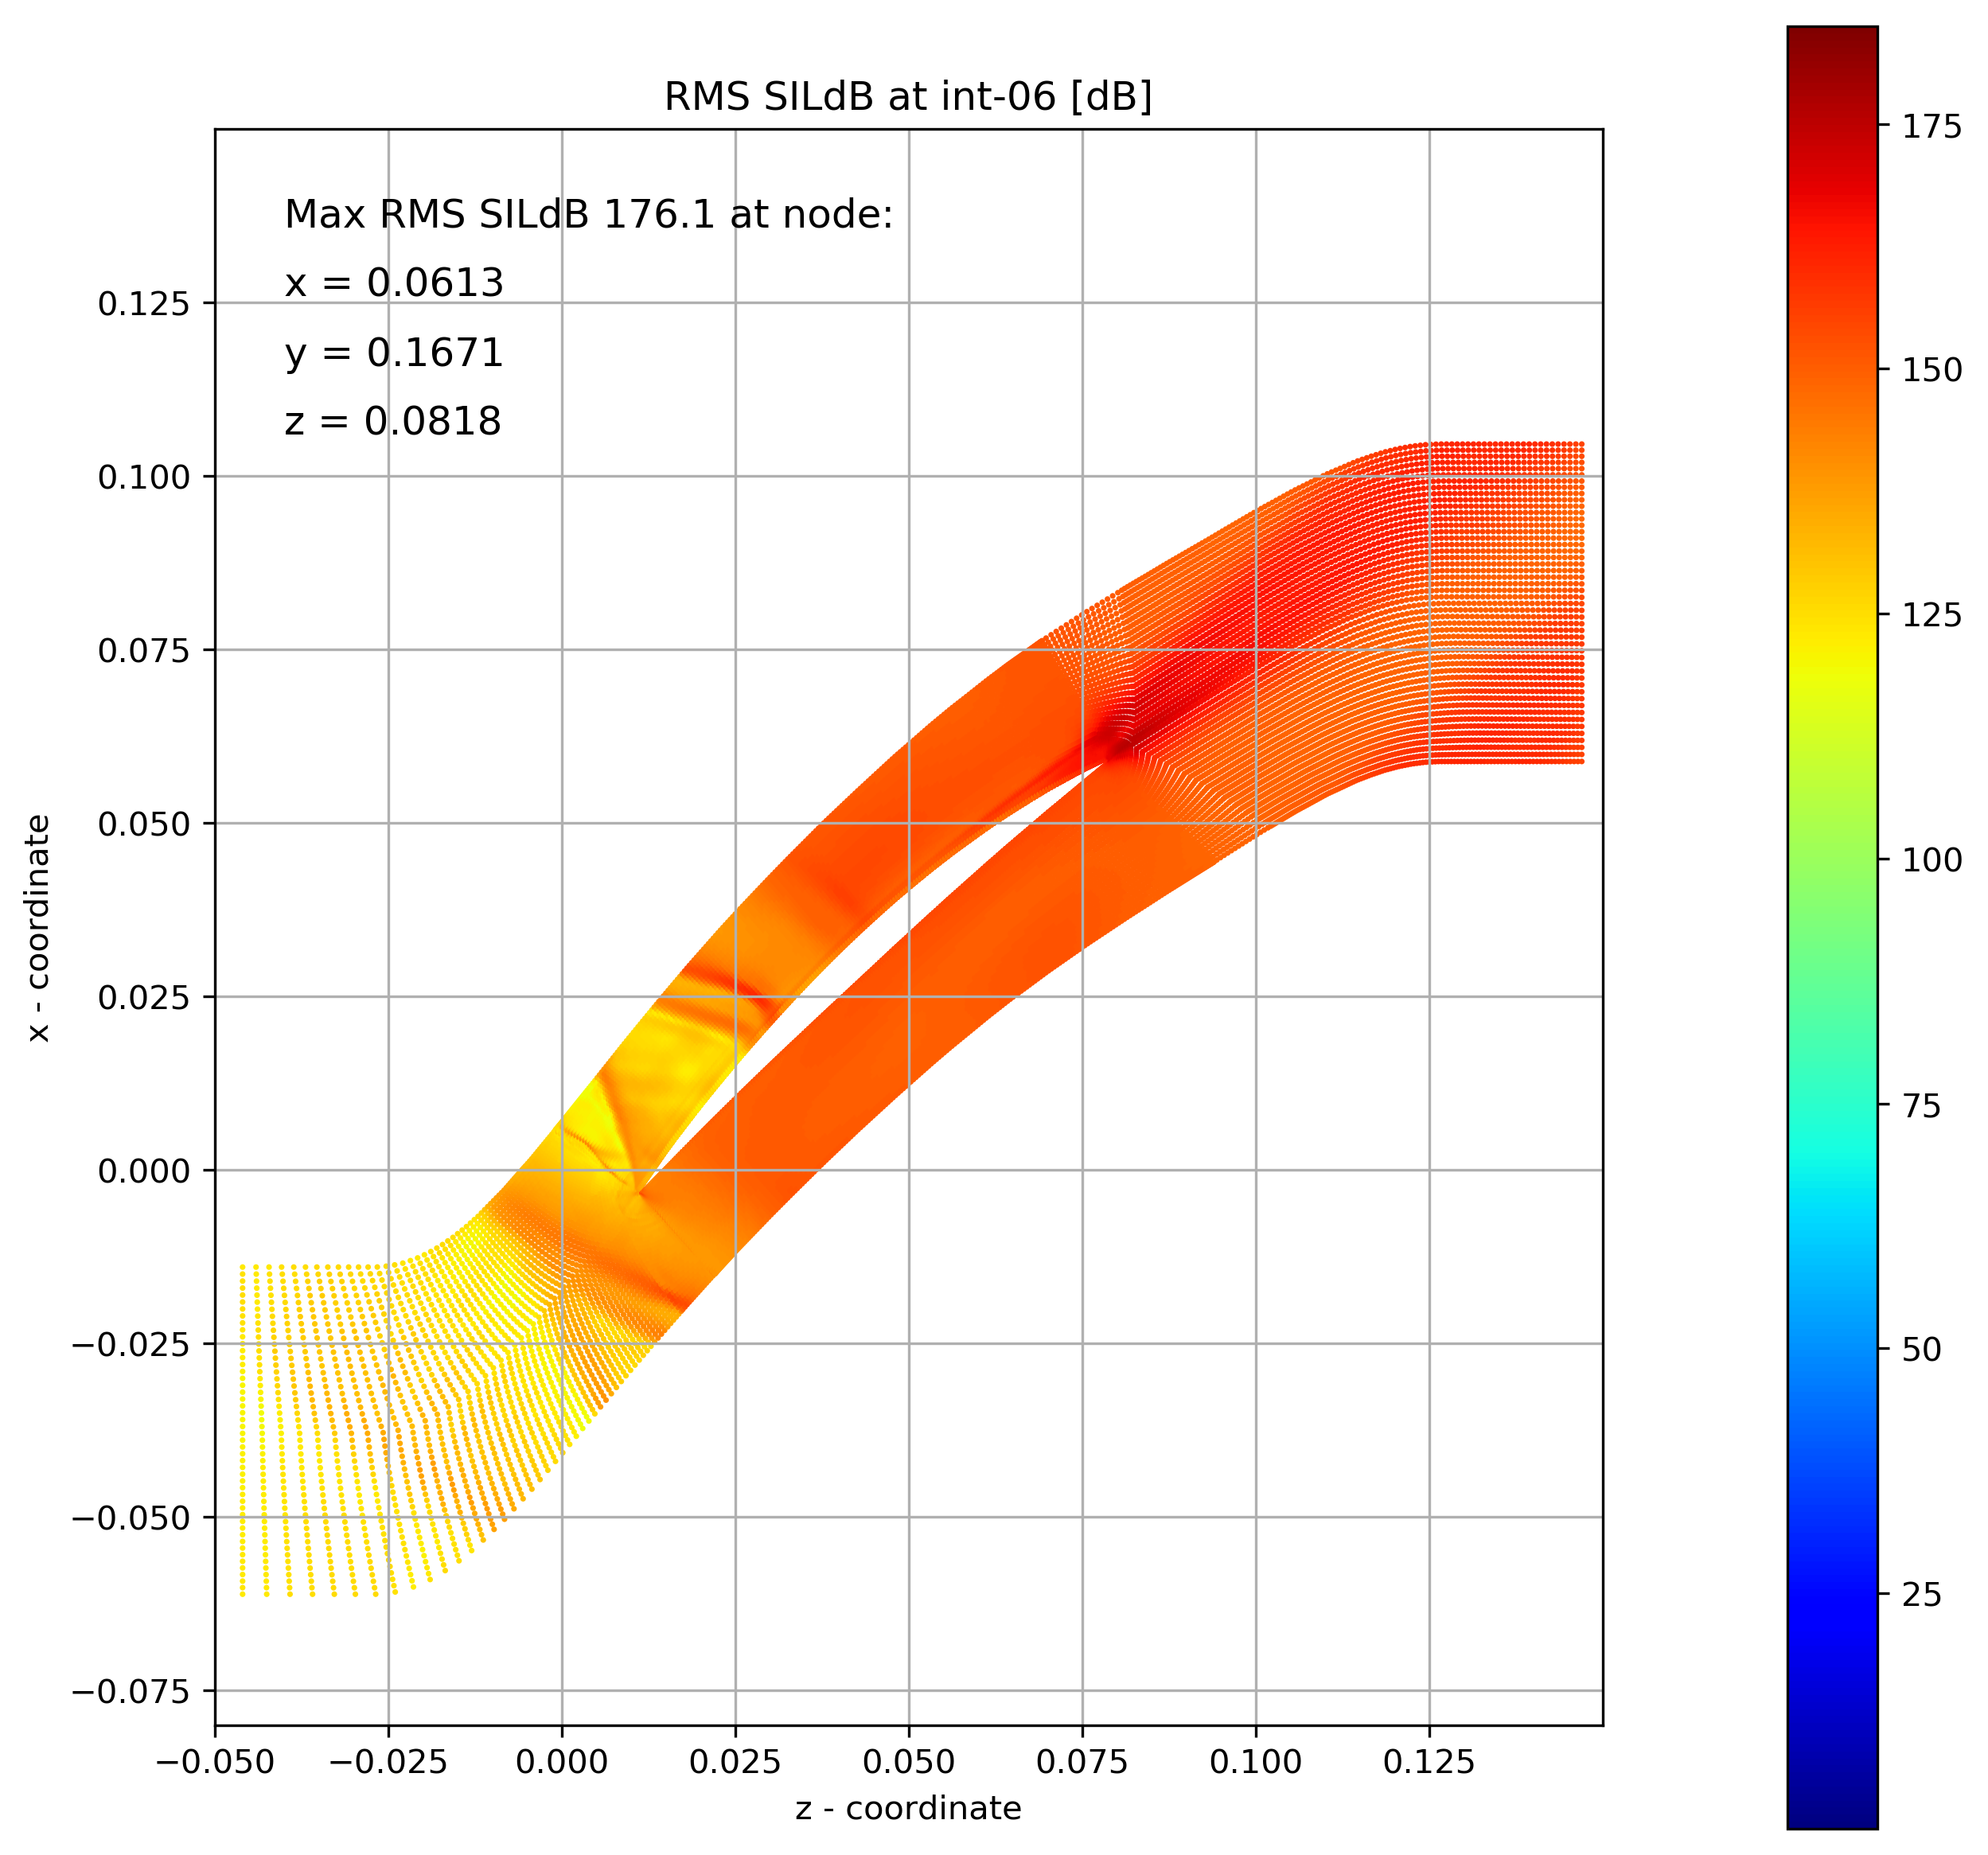 RMS SILdB at int-06 [dB]
Max RMS SILdB 176.1 at node:
x = 0.0613
y = 0.1671
z = 0.0818
x - coordinate
0.125
0.100
0.075
0.050
0.025
0.000
−0.025
−0.050
−0.075
−0.050 −0.025 0.000 0.025 0.050 0.075 0.100 0.125
z - coordinate
175
150
125
100
75
50
25